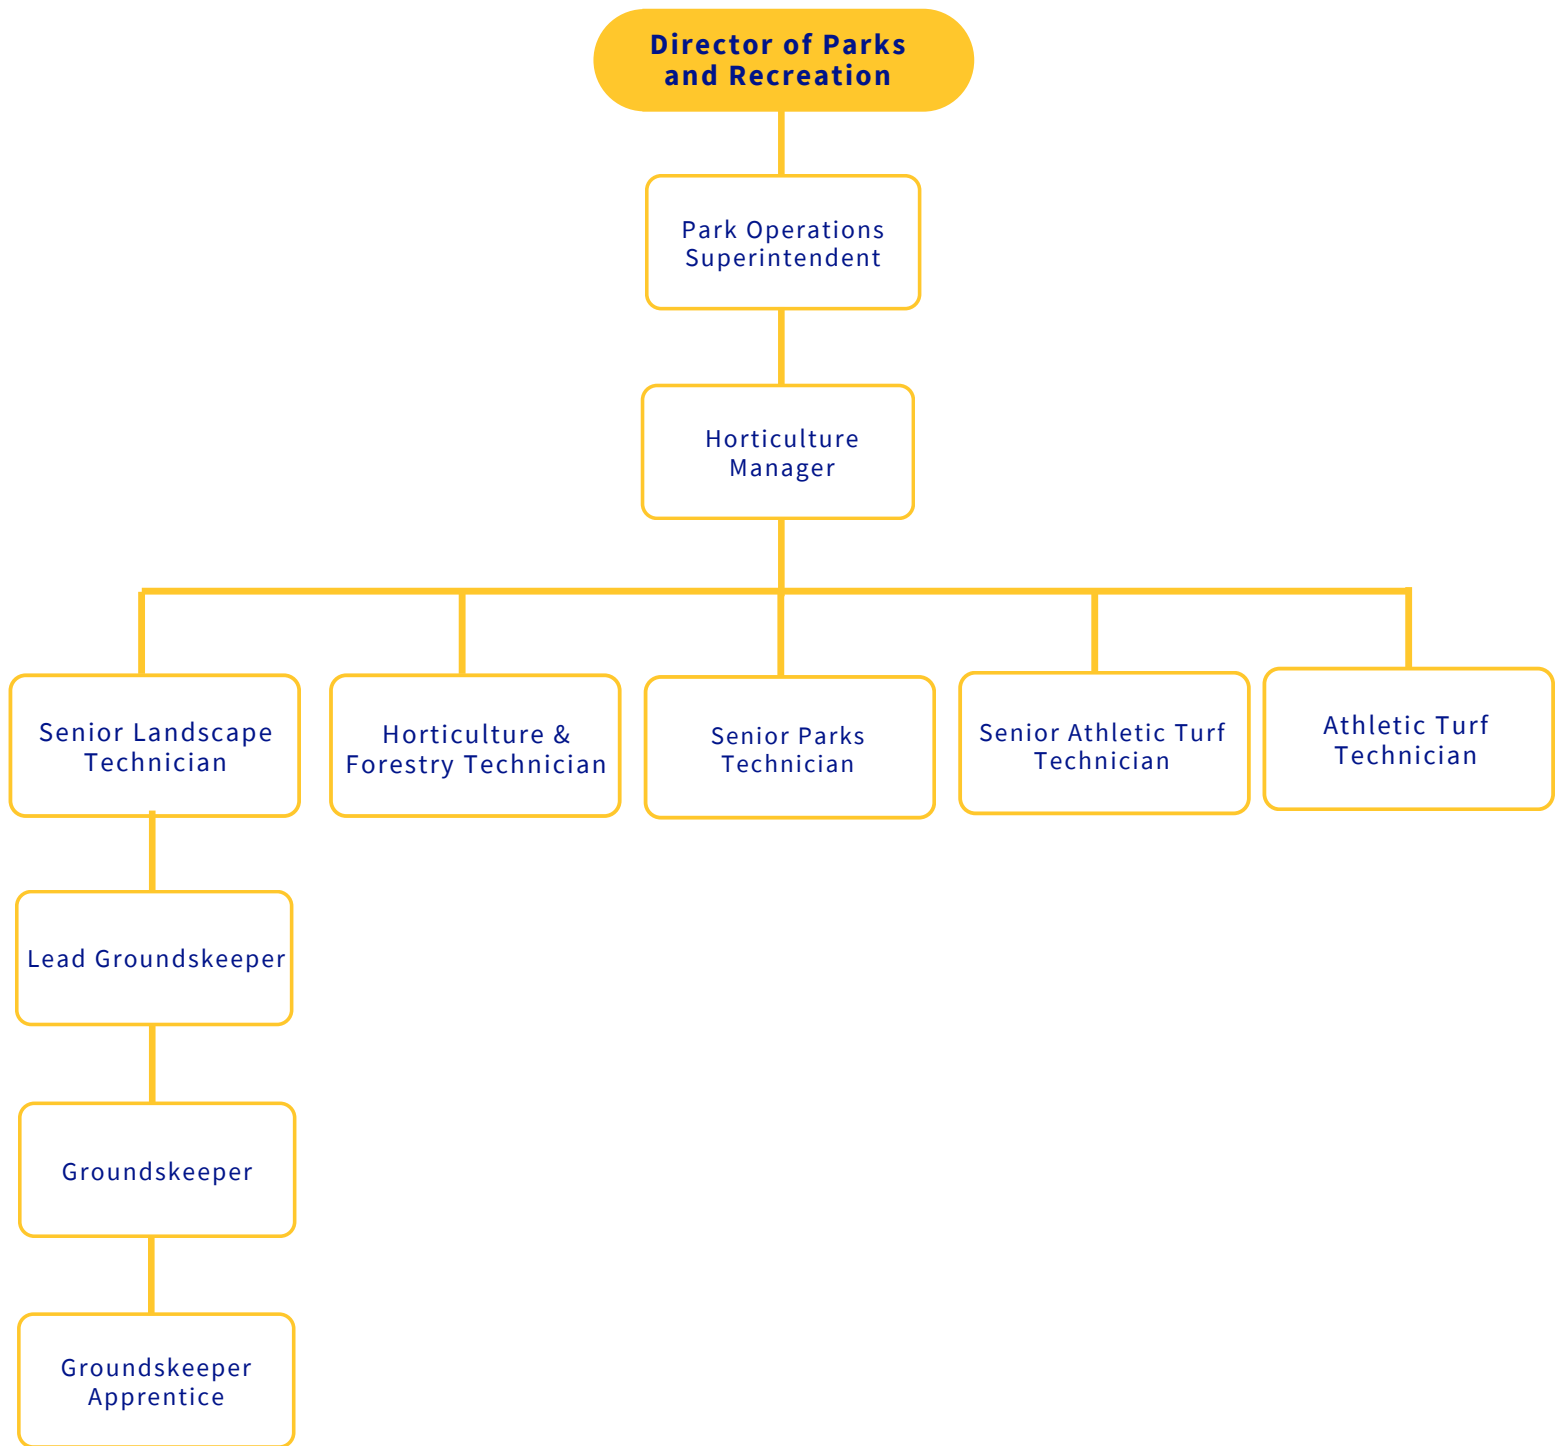 Director of Parks
and Recreation
Park Operations
Superintendent
Horticulture
Manager
Senior Landscape
Technician
Horticulture &
Forestry Technician
Senior Parks
Technician
Senior Athletic Turf
Technician
Athletic Turf
Technician
Lead Groundskeeper
Groundskeeper
Groundskeeper
Apprentice